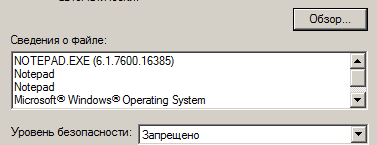 Обзор...
Сведения о файле:
NOTEPAD.EXE (6.1.7600.16385)
Notepad
Notepad
Microsoft® Windows® Operating System
Уровень безопасности: Запрещено